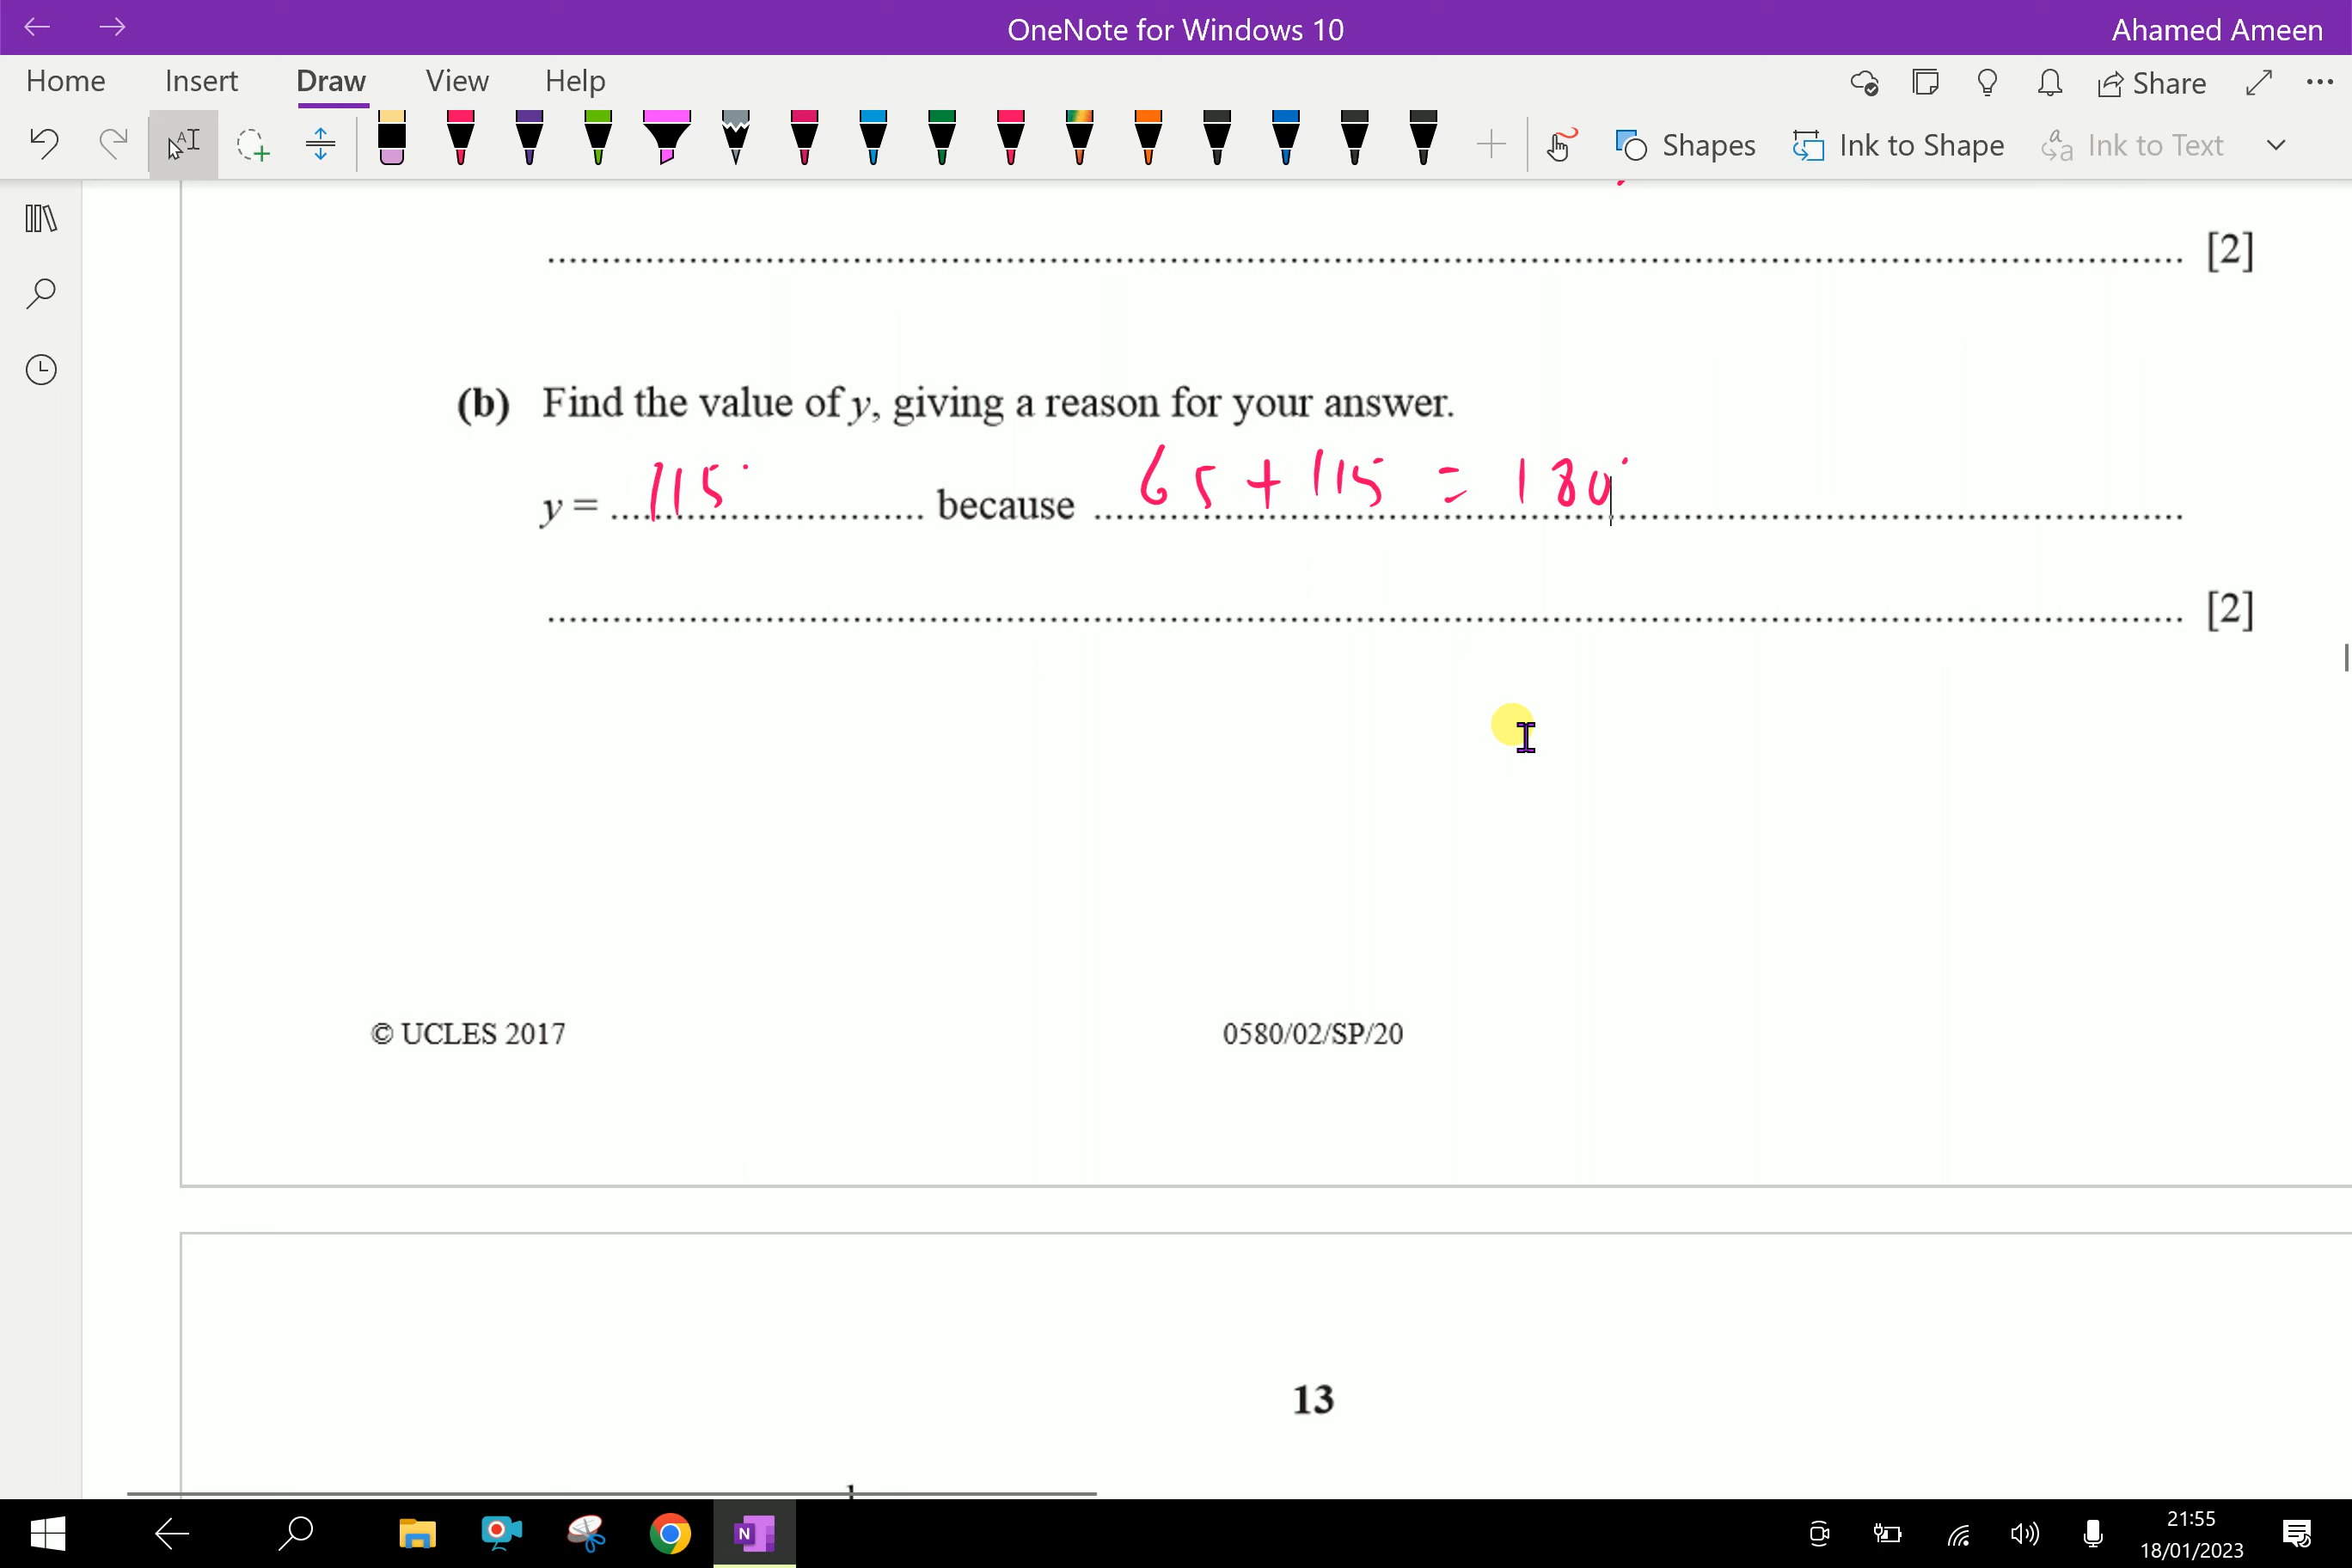 OneNote for Windows 10
Ahamed Ameen
Home Insert Draw View Help
Share
Shapes Ink to Shape Ink to Text
[2]
(b) Find the value of y, giving a reason for your answer.
y = 115° because 65 + 115 = 180°
[2]
© UCLES 2017 0580/02/SP/20
13
21:55
18/01/2023